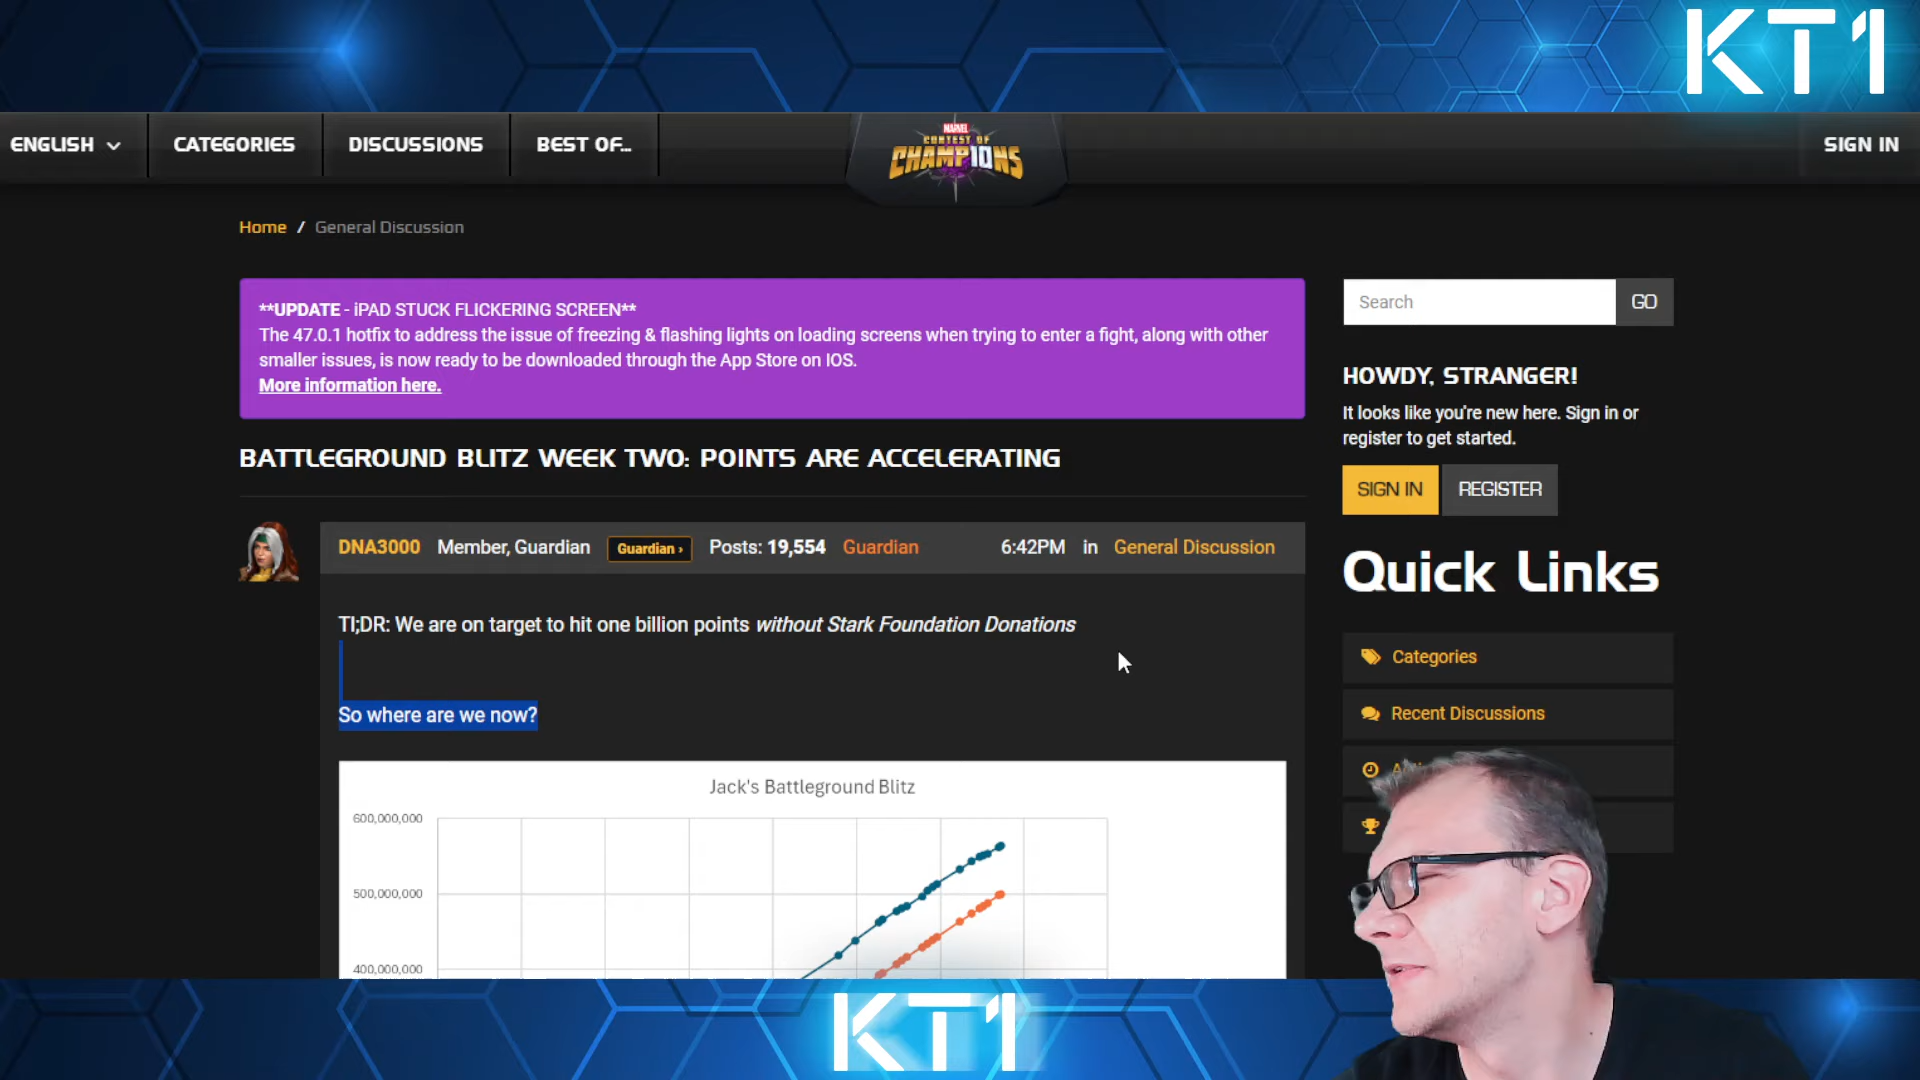 KT1
ENGLISH
CATEGORIES
DISCUSSIONS
BEST OF...
MARVEL
CONTEST OF
CHAMP10NS
SIGN IN
Home / General Discussion
**UPDATE - iPAD STUCK FLICKERING SCREEN**
The 47.0.1 hotfix to address the issue of freezing & flashing lights on loading screens when trying to enter a fight, along with other
smaller issues, is now ready to be downloaded through the App Store on IOS.
More information here.
Search
GO
HOWDY, STRANGER!
It looks like you're new here. Sign in or
register to get started.
SIGN IN
REGISTER
BATTLEGROUND BLITZ WEEK TWO: POINTS ARE ACCELERATING
DNA3000 Member, Guardian Guardian › Posts: 19,554 Guardian 6:42PM in General Discussion
Tl;DR: We are on target to hit one billion points without Stark Foundation Donations
So where are we now?
Quick Links
Categories
Recent Discussions
Jack's Battleground Blitz
600,000,000
500,000,000
400,000,000
KT1